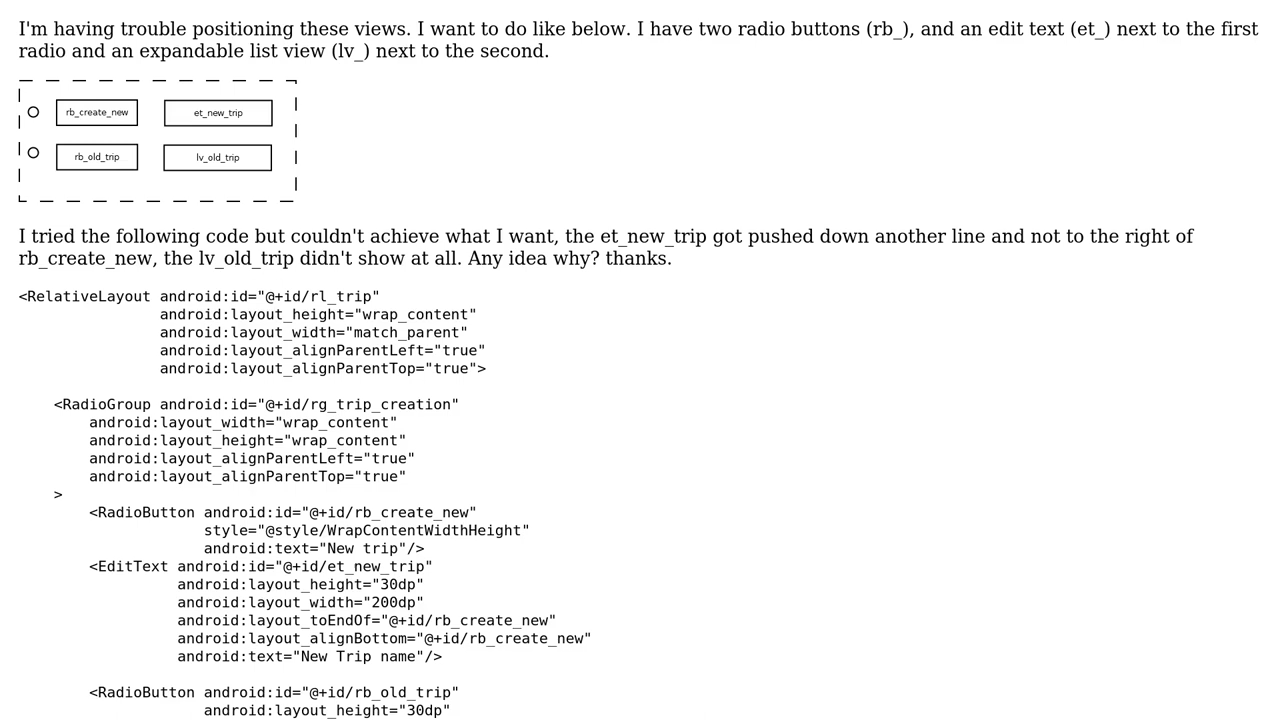 I'm having trouble positioning these views. I want to do like below. I have two radio buttons (rb_), and an edit text (et_) next to the first
radio and an expandable list view (lv_) next to the second.
rb_create_new et_new_trip
rb_old_trip lv_old_trip
I tried the following code but couldn't achieve what I want, the et_new_trip got pushed down another line and not to the right of
rb_create_new, the lv_old_trip didn't show at all. Any idea why? thanks.
<RelativeLayout android:id="@+id/rl_trip"
android:layout_height="wrap_content"
android:layout_width="match_parent"
android:layout_alignParentLeft="true"
android:layout_alignParentTop="true">
<RadioGroup android:id="@+id/rg_trip_creation"
android:layout_width="wrap_content"
android:layout_height="wrap_content"
android:layout_alignParentLeft="true"
android:layout_alignParentTop="true"
>
<RadioButton android:id="@+id/rb_create_new"
style="@style/WrapContentWidthHeight"
android:text="New trip"/>
<EditText android:id="@+id/et_new_trip"
android:layout_height="30dp"
android:layout_width="200dp"
android:layout_toEndOf="@+id/rb_create_new"
android:layout_alignBottom="@+id/rb_create_new"
android:text="New Trip name"/>
<RadioButton android:id="@+id/rb_old_trip"
android:layout_height="30dp"